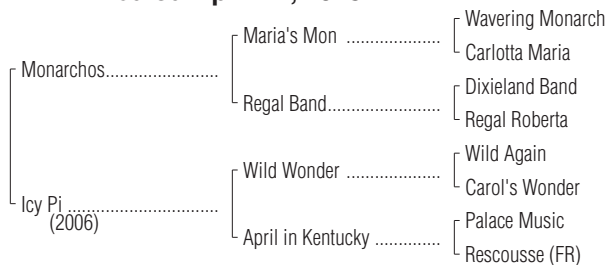 Wavering Monarch
Maria's Mon ....................
Carlotta Maria
Monarchos........................
Dixieland Band
Regal Band........................
Regal Roberta
Wild Again
Wild Wonder ....................
Carol's Wonder
Icy Pi ................................
(2006)
Palace Music
April in Kentucky .............
Rescousse (FR)